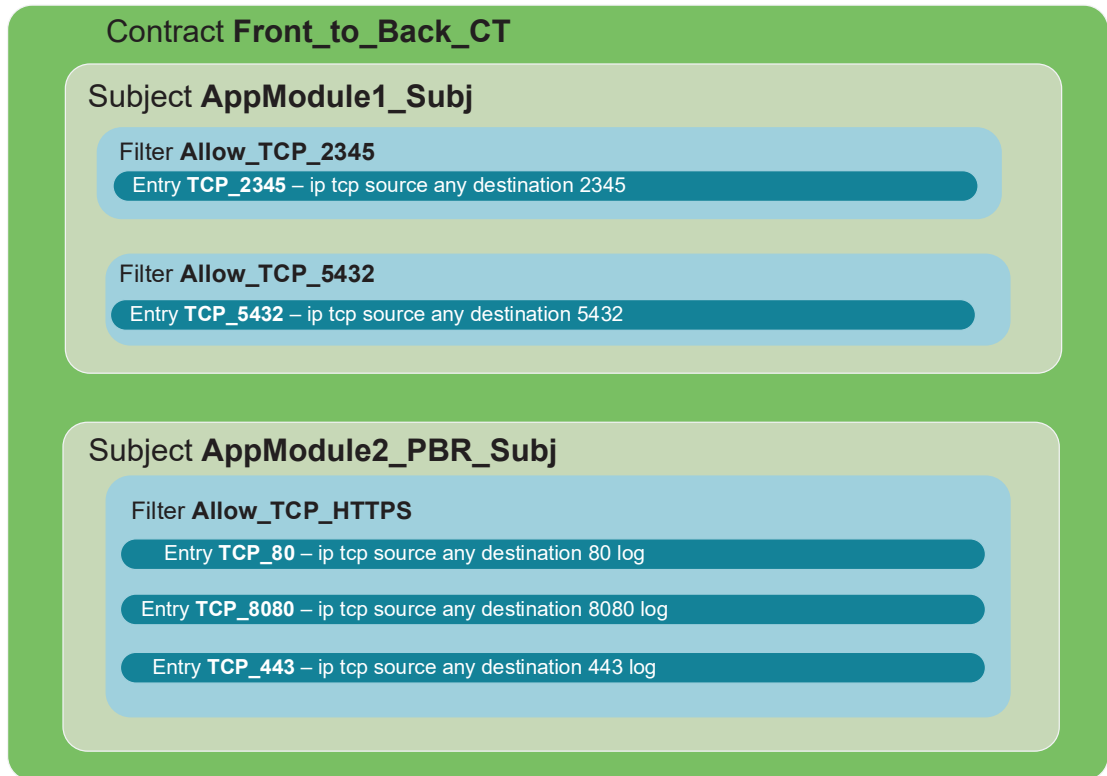 Contract Front_to_Back_CT
Subject AppModule1_Subj
Filter Allow_TCP_2345
Entry TCP_2345 – ip tcp source any destination 2345
Filter Allow_TCP_5432
Entry TCP_5432 – ip tcp source any destination 5432
Subject AppModule2_PBR_Subj
Filter Allow_TCP_HTTPS
Entry TCP_80 – ip tcp source any destination 80 log
Entry TCP_8080 – ip tcp source any destination 8080 log
Entry TCP_443 – ip tcp source any destination 443 log